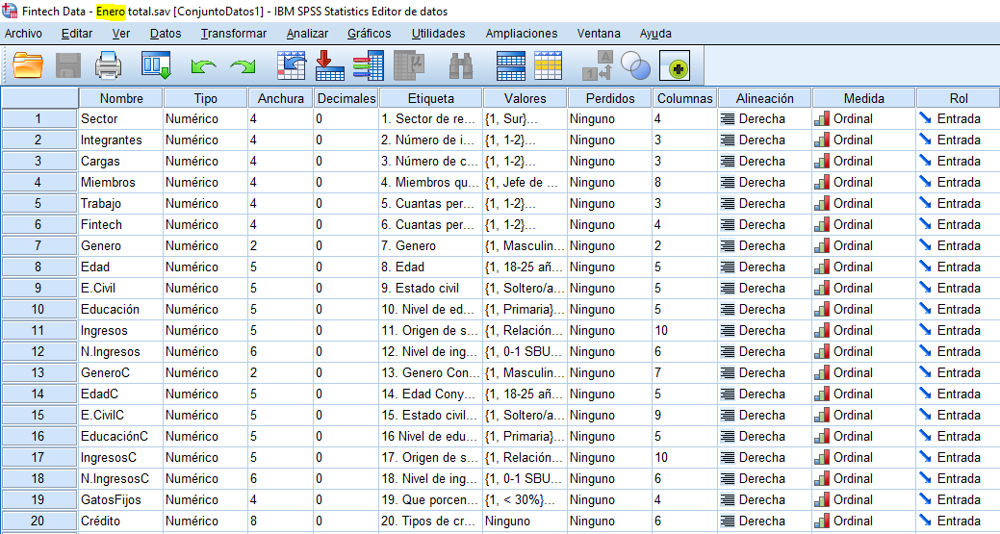 Fintech Data - Enero total.sav [ConjuntoDatos1] - IBM SPSS Statistics Editor de datos
Archivo Editar Ver Datos Transformar Analizar Gráficos Utilidades Ampliaciones Ventana Ayuda
Nombre Tipo Anchura Decimales Etiqueta Valores Perdidos Columnas Alineación Medida Rol
1 Sector Numérico 4 0 1. Sector de re... {1, Sur}... Ninguno 4 Derecha Ordinal Entrada
2 Integrantes Numérico 4 0 2. Número de i... {1, 1-2}... Ninguno 3 Derecha Ordinal Entrada
3 Cargas Numérico 4 0 3. Número de c... {1, 1-2}... Ninguno 3 Derecha Ordinal Entrada
4 Miembros Numérico 4 0 4. Miembros qu... {1, Jefe de ... Ninguno 8 Derecha Ordinal Entrada
5 Trabajo Numérico 4 0 5. Cuantas per... {1, 1-2}... Ninguno 3 Derecha Ordinal Entrada
6 Fintech Numérico 4 0 6. Cuantas per... {1, 1-2}... Ninguno 4 Derecha Ordinal Entrada
7 Genero Numérico 2 0 7. Genero {1, Masculin... Ninguno 2 Derecha Ordinal Entrada
8 Edad Numérico 5 0 8. Edad {1, 18-25 añ... Ninguno 5 Derecha Ordinal Entrada
9 E.Civil Numérico 5 0 9. Estado civil {1, Soltero/a... Ninguno 5 Derecha Ordinal Entrada
10 Educación Numérico 5 0 10. Nivel de ed... {1, Primaria}... Ninguno 5 Derecha Ordinal Entrada
11 Ingresos Numérico 5 0 11. Origen de s... {1, Relación... Ninguno 10 Derecha Ordinal Entrada
12 N.Ingresos Numérico 6 0 12. Nivel de ing... {1, 0-1 SBU... Ninguno 6 Derecha Ordinal Entrada
13 GeneroC Numérico 2 0 13. Genero Con... {1, Masculin... Ninguno 7 Derecha Ordinal Entrada
14 EdadC Numérico 5 0 14. Edad Cony... {1, 18-25 añ... Ninguno 5 Derecha Ordinal Entrada
15 E.CivilC Numérico 5 0 15. Estado civil... {1, Soltero/a... Ninguno 9 Derecha Ordinal Entrada
16 EducaciónC Numérico 5 0 16 Nivel de edu... {1, Primaria}... Ninguno 5 Derecha Ordinal Entrada
17 IngresosC Numérico 5 0 17. Origen de s... {1, Relación... Ninguno 10 Derecha Ordinal Entrada
18 N.IngresosC Numérico 6 0 18. Nivel de ing... {1, 0-1 SBU... Ninguno 6 Derecha Ordinal Entrada
19 GatosFijos Numérico 4 0 19. Que porcen... {1, < 30%}... Ninguno 4 Derecha Ordinal Entrada
20 Crédito Numérico 8 0 20. Tipos de cr... Ninguno Ninguno 6 Derecha Ordinal Entrada